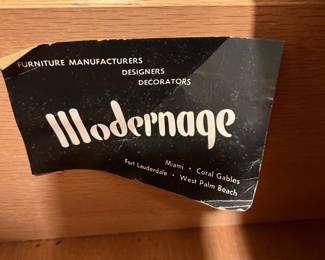 FURNITURE MANUFACTURERS
DESIGNERS
DECORATORS
Modernage
Miami • Coral Gables
Fort Lauderdale • West Palm Beach